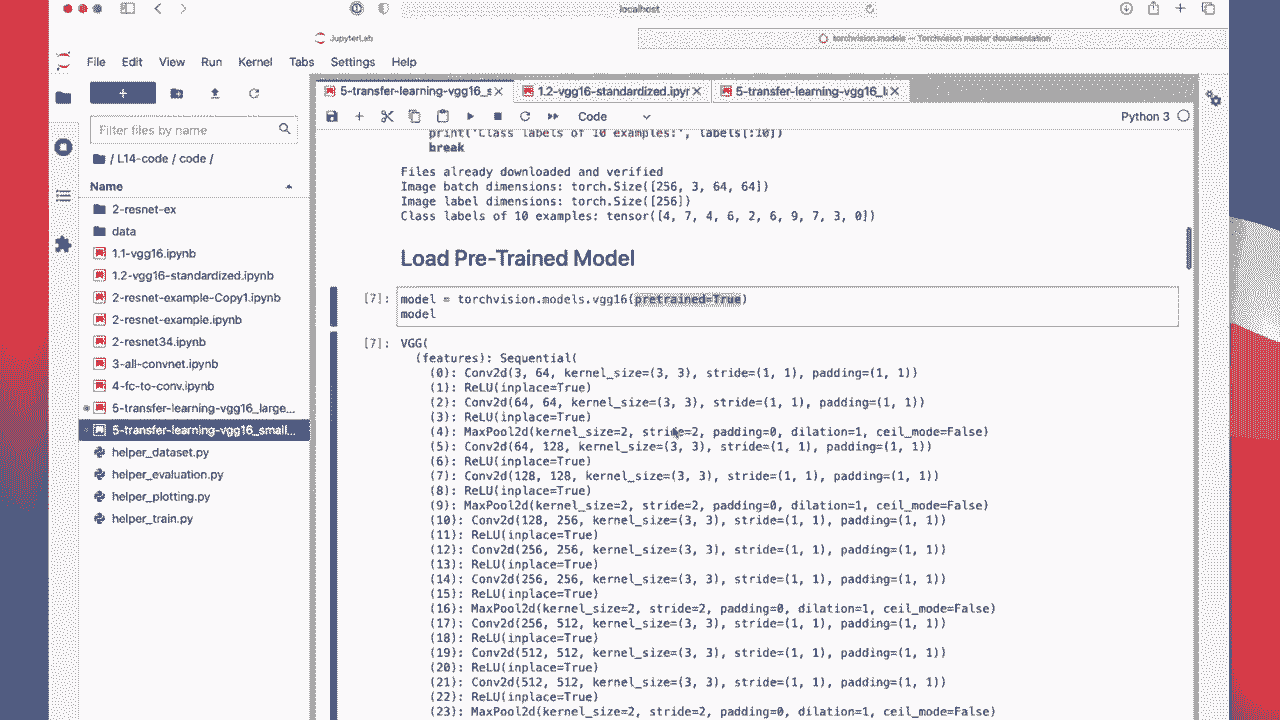 localhost
JupyterLab
torchvision.models — Torchvision master documentation
File Edit View Run Kernel Tabs Settings Help
5-transfer-learning-vgg16_s
1.2-vgg16-standardized.ipyr
5-transfer-learning-vgg16_l
Code
Python 3
Filter files by name
/ L14-code / code /
Name
2-resnet-ex
data
1.1-vgg16.ipynb
1.2-vgg16-standardized.ipynb
2-resnet-example-Copy1.ipynb
2-resnet-example.ipynb
2-resnet34.ipynb
3-all-convnet.ipynb
4-fc-to-conv.ipynb
5-transfer-learning-vgg16_large...
5-transfer-learning-vgg16_small...
helper_dataset.py
helper_evaluation.py
helper_plotting.py
helper_train.py
print('Class labels of 10 examples:', labels[:10])
break
Files already downloaded and verified
Image batch dimensions: torch.Size([256, 3, 64, 64])
Image label dimensions: torch.Size([256])
Class labels of 10 examples: tensor([4, 7, 4, 6, 2, 6, 9, 7, 3, 0])
Load Pre-Trained Model
[7]: model = torchvision.models.vgg16(pretrained=True)
model
[7]: VGG(
(features): Sequential(
(0): Conv2d(3, 64, kernel_size=(3, 3), stride=(1, 1), padding=(1, 1))
(1): ReLU(inplace=True)
(2): Conv2d(64, 64, kernel_size=(3, 3), stride=(1, 1), padding=(1, 1))
(3): ReLU(inplace=True)
(4): MaxPool2d(kernel_size=2, stride=2, padding=0, dilation=1, ceil_mode=False)
(5): Conv2d(64, 128, kernel_size=(3, 3), stride=(1, 1), padding=(1, 1))
(6): ReLU(inplace=True)
(7): Conv2d(128, 128, kernel_size=(3, 3), stride=(1, 1), padding=(1, 1))
(8): ReLU(inplace=True)
(9): MaxPool2d(kernel_size=2, stride=2, padding=0, dilation=1, ceil_mode=False)
(10): Conv2d(128, 256, kernel_size=(3, 3), stride=(1, 1), padding=(1, 1))
(11): ReLU(inplace=True)
(12): Conv2d(256, 256, kernel_size=(3, 3), stride=(1, 1), padding=(1, 1))
(13): ReLU(inplace=True)
(14): Conv2d(256, 256, kernel_size=(3, 3), stride=(1, 1), padding=(1, 1))
(15): ReLU(inplace=True)
(16): MaxPool2d(kernel_size=2, stride=2, padding=0, dilation=1, ceil_mode=False)
(17): Conv2d(256, 512, kernel_size=(3, 3), stride=(1, 1), padding=(1, 1))
(18): ReLU(inplace=True)
(19): Conv2d(512, 512, kernel_size=(3, 3), stride=(1, 1), padding=(1, 1))
(20): ReLU(inplace=True)
(21): Conv2d(512, 512, kernel_size=(3, 3), stride=(1, 1), padding=(1, 1))
(22): ReLU(inplace=True)
(23): MaxPool2d(kernel_size=2, stride=2, padding=0, dilation=1, ceil_mode=False)